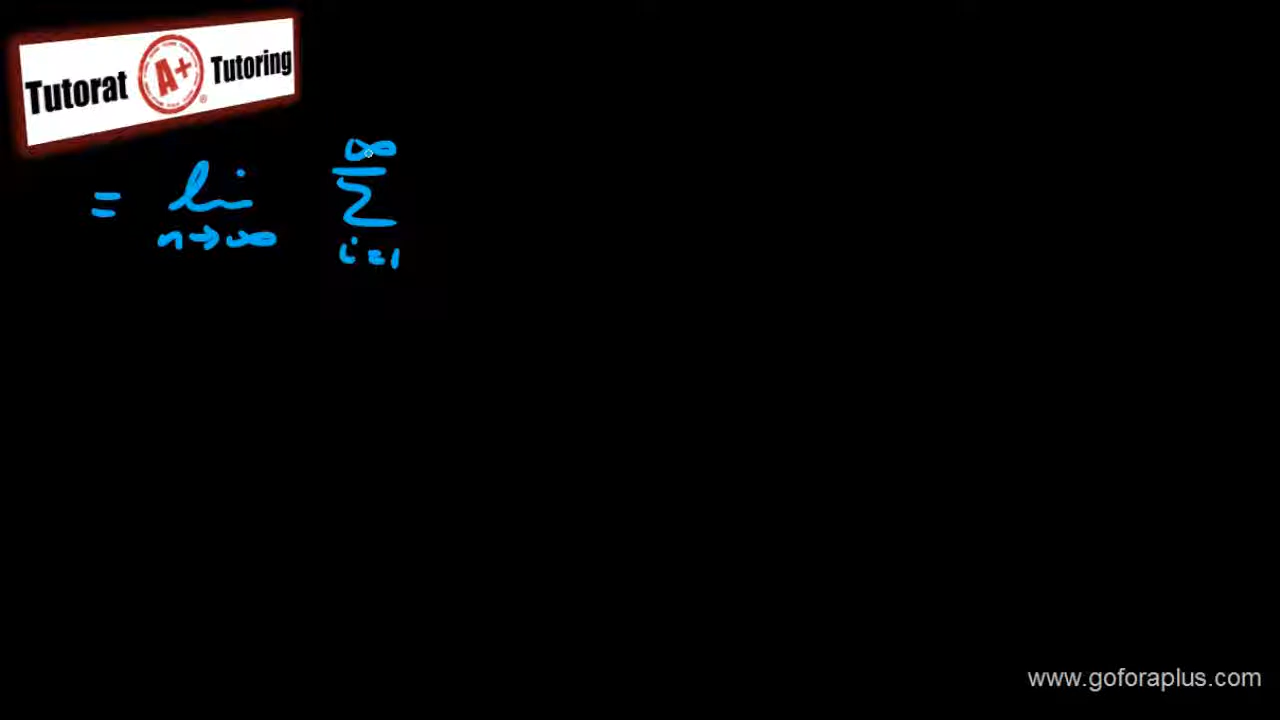 Tutorat A+ Tutoring
∞
= lim Σ
n→∞ i=1
www.goforaplus.com